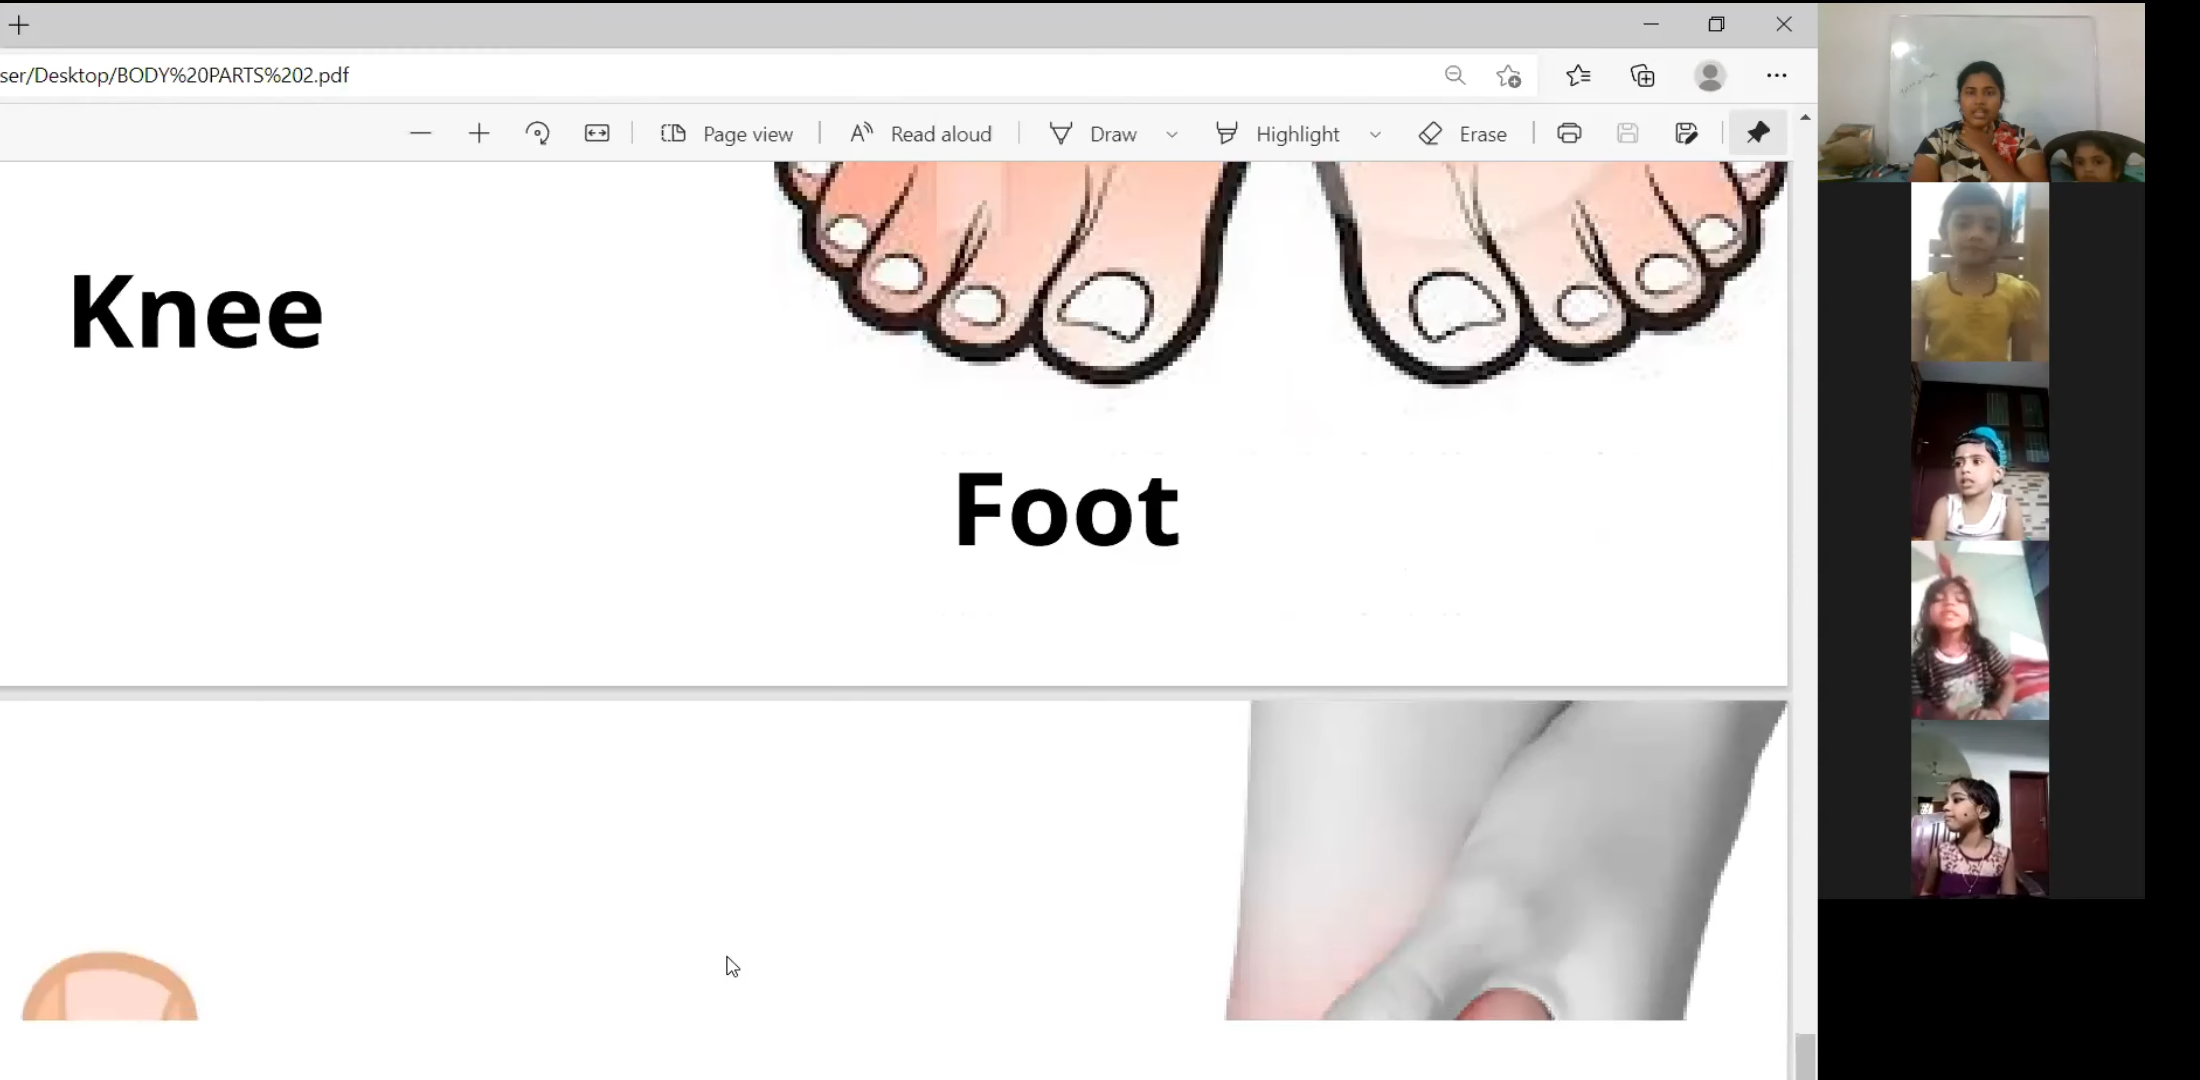 ser/Desktop/BODY%20PARTS%202.pdf
Page view
Read aloud
Draw
Highlight
Erase
Knee
Foot